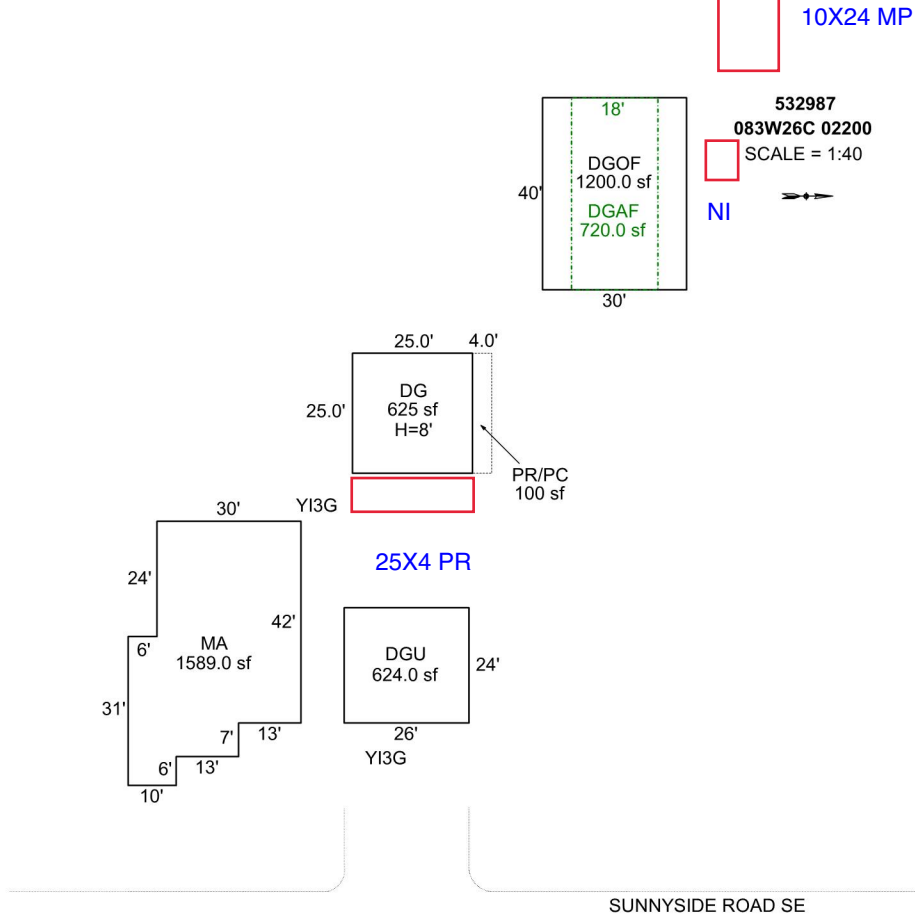 10X24 MP
532987
083W26C 02200
SCALE = 1:40
18'
DGOF
1200.0 sf
40'
DGAF
720.0 sf
NI
30'
25.0'
4.0'
DG
625 sf
H=8'
25.0'
PR/PC
100 sf
YI3G
30'
25X4 PR
24'
42'
MA
1589.0 sf
6'
DGU
624.0 sf
24'
31'
7'
13'
26'
YI3G
6'
13'
10'
SUNNYSIDE ROAD SE